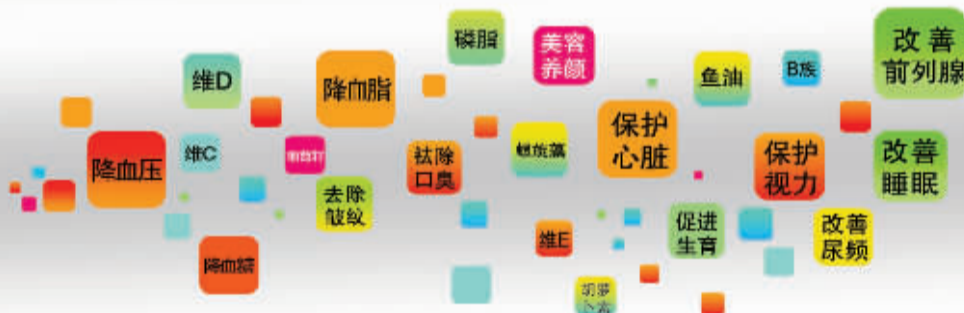 磷脂
美容
养颜
改善
前列腺
维D
降血脂
鱼油
B族
降血压
维C
祛除
口臭
螺旋藻
保护
心脏
保护
视力
改善
睡眠
去除
皱纹
维E
促进
生育
改善
尿频
降血糖